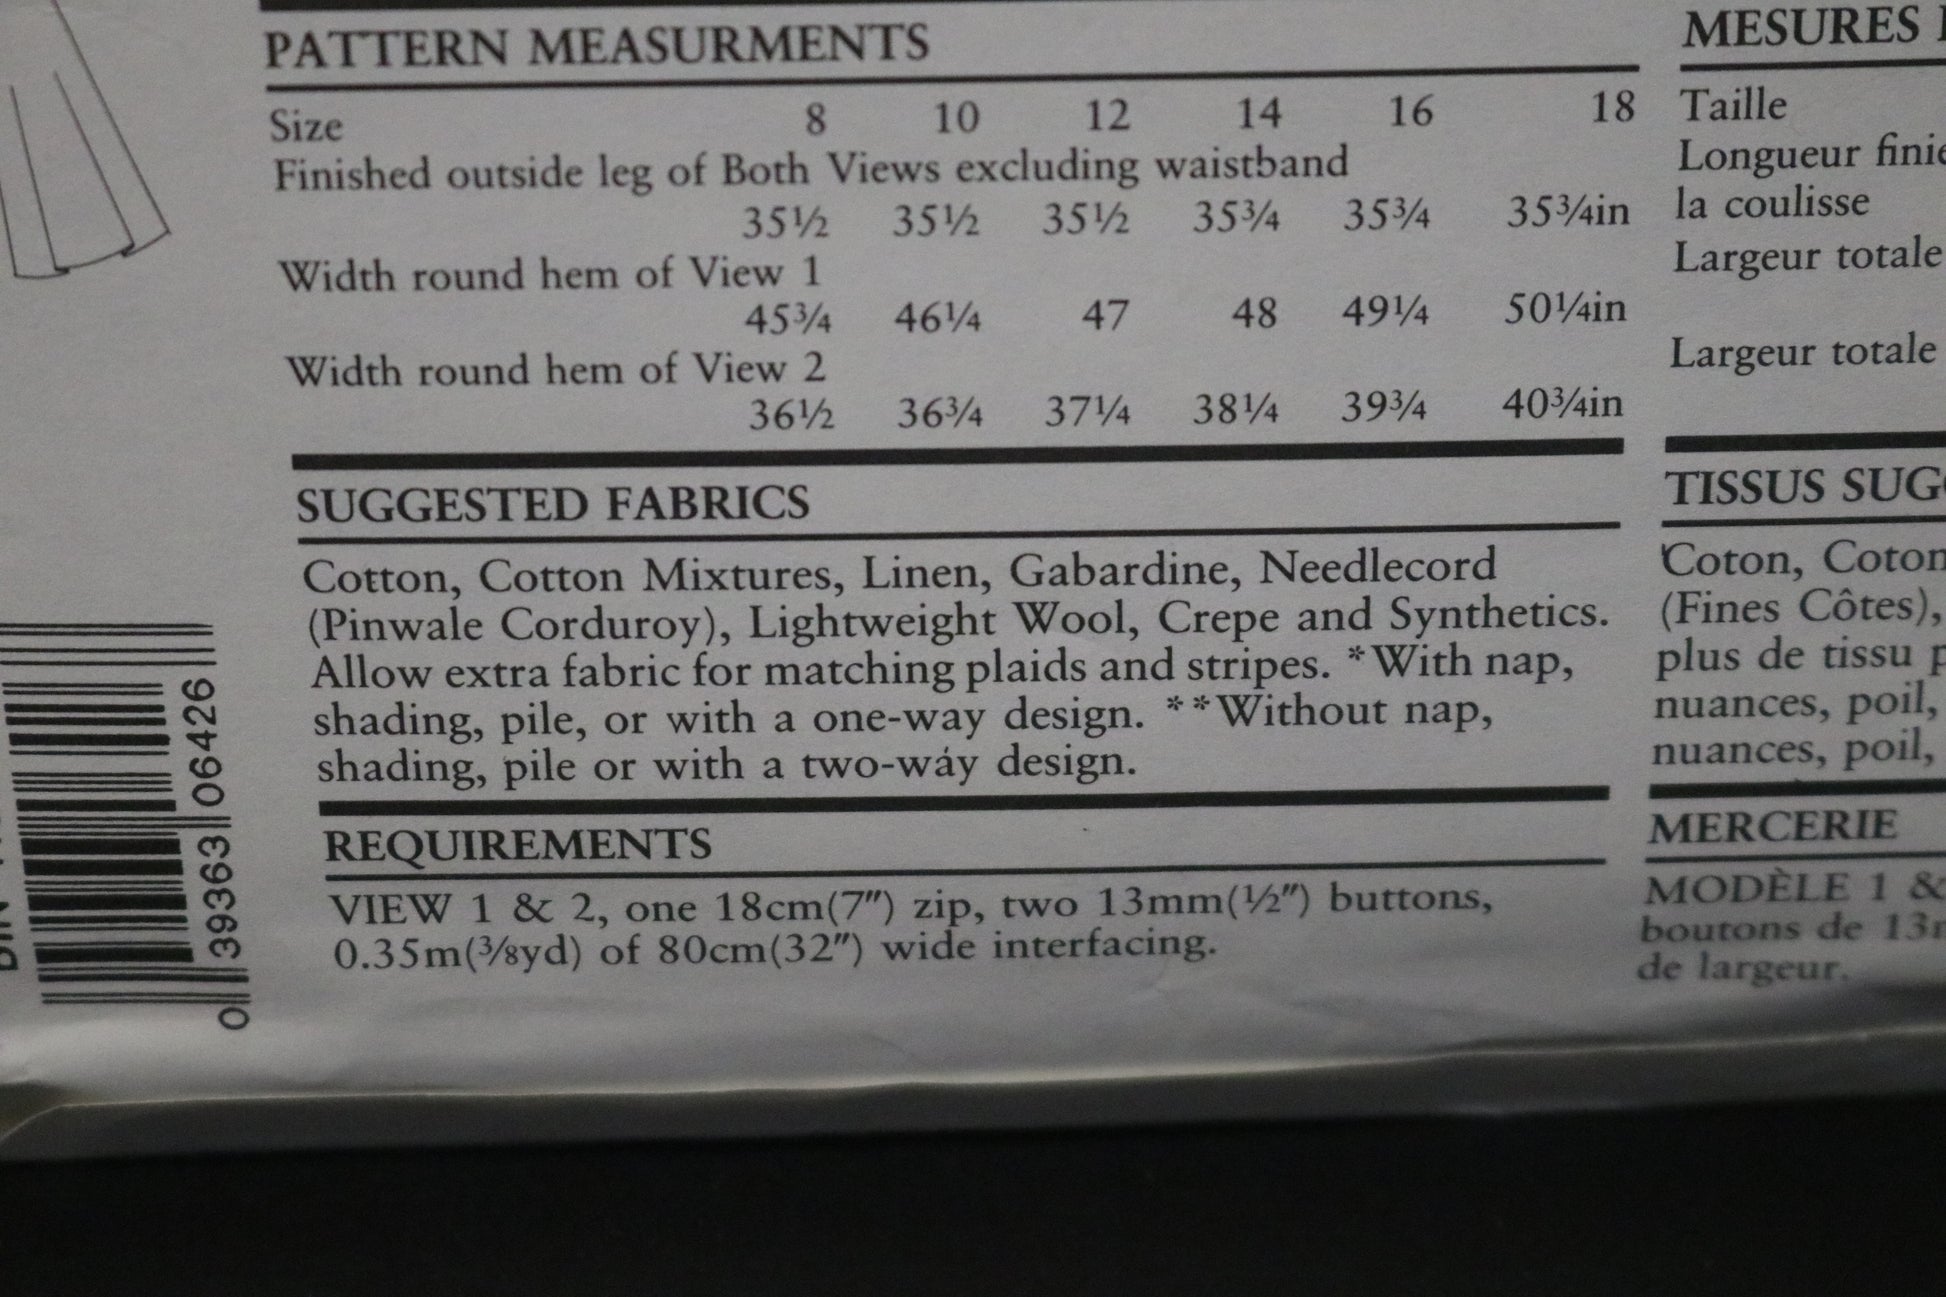 PATTERN MEASURMENTS
Size 8 10 12 14 16 18
Finished outside leg of Both Views excluding waistband
35½ 35½ 35½ 35¾ 35¾ 35¾in
Width round hem of View 1
45¾ 46¼ 47 48 49¼ 50¼in
Width round hem of View 2
36½ 36¾ 37¼ 38¼ 39¾ 40¾in
SUGGESTED FABRICS
Cotton, Cotton Mixtures, Linen, Gabardine, Needlecord
(Pinwale Corduroy), Lightweight Wool, Crepe and Synthetics.
Allow extra fabric for matching plaids and stripes. *With nap,
shading, pile, or with a one-way design. **Without nap,
shading, pile or with a two-way design.
REQUIREMENTS
VIEW 1 & 2, one 18cm(7") zip, two 13mm(½") buttons,
0.35m(⅜yd) of 80cm(32") wide interfacing.
MESURES
Taille
Longueur
la coulisse
Largeur totale
Largeur totale
TISSUS
Coton,
(Fines Côtes),
plus de tissu
nuances, poil,
nuances, poil,
MERCERIE
MODÈLE 1 &
boutons de
de largeur.
0 39363 06426